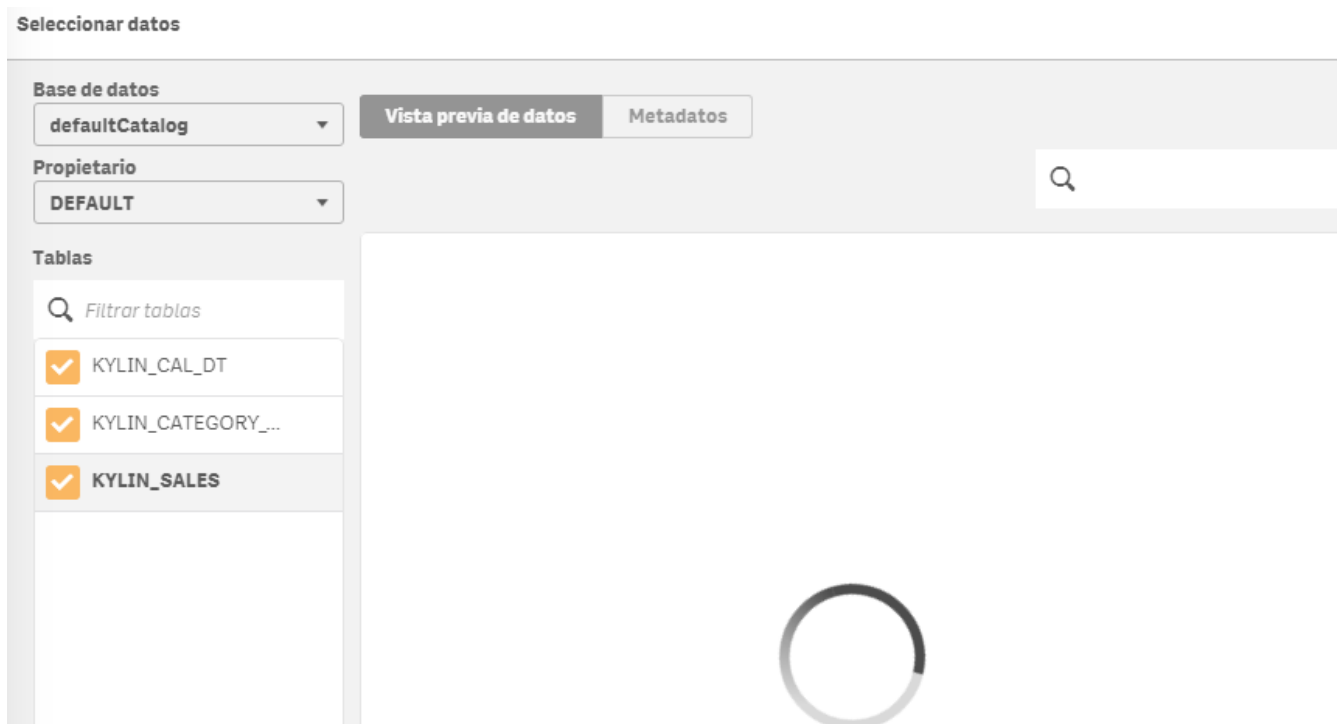 Seleccionar datos
Base de datos
defaultCatalog
Vista previa de datos
Metadatos
Propietario
DEFAULT
Tablas
Filtrar tablas
KYLIN_CAL_DT
KYLIN_CATEGORY_...
KYLIN_SALES